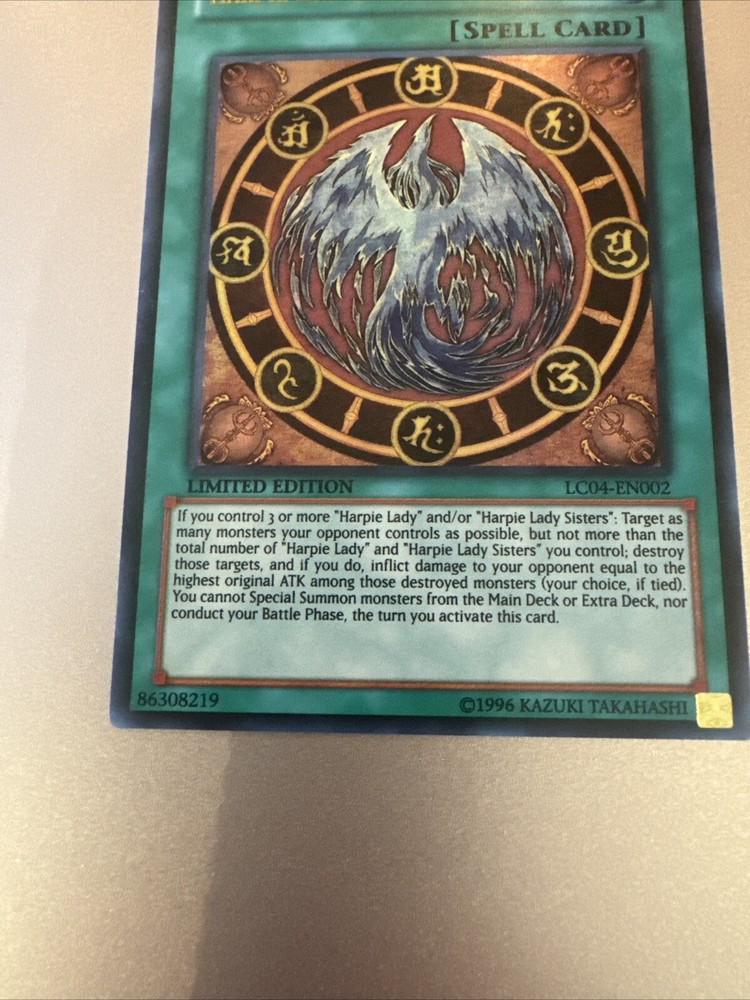 [SPELL CARD]
LIMITED EDITION
LC04-EN002
If you control 3 or more "Harpie Lady" and/or "Harpie Lady Sisters": Target as
many monsters your opponent controls as possible, but not more than the
total number of "Harpie Lady" and "Harpie Lady Sisters" you control; destroy
those targets, and if you do, inflict damage to your opponent equal to the
highest original ATK among those destroyed monsters (your choice, if tied).
You cannot Special Summon monsters from the Main Deck or Extra Deck, nor
conduct your Battle Phase, the turn you activate this card.
86308219
©1996 KAZUKI TAKAHASHI